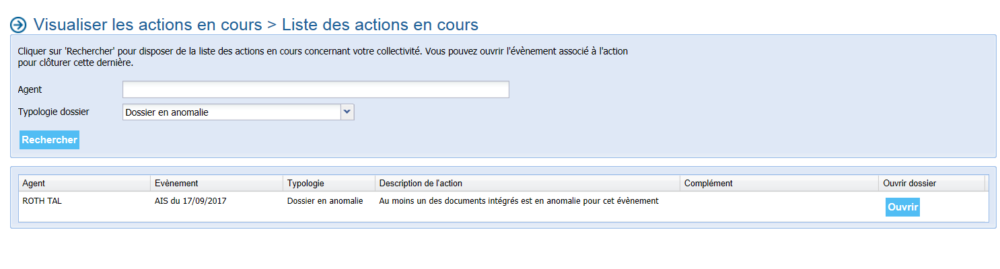 Visualiser les actions en cours > Liste des actions en cours
Cliquer sur 'Rechercher' pour disposer de la liste des actions en cours concernant votre collectivité. Vous pouvez ouvrir l'évènement associé à l'action
pour clôturer cette dernière.
Agent
Typologie dossier Dossier en anomalie
Rechercher
Agent Evènement Typologie Description de l'action Complément Ouvrir dossier
ROTH TAL AIS du 17/09/2017 Dossier en anomalie Au moins un des documents intégrés est en anomalie pour cet évènement Ouvrir